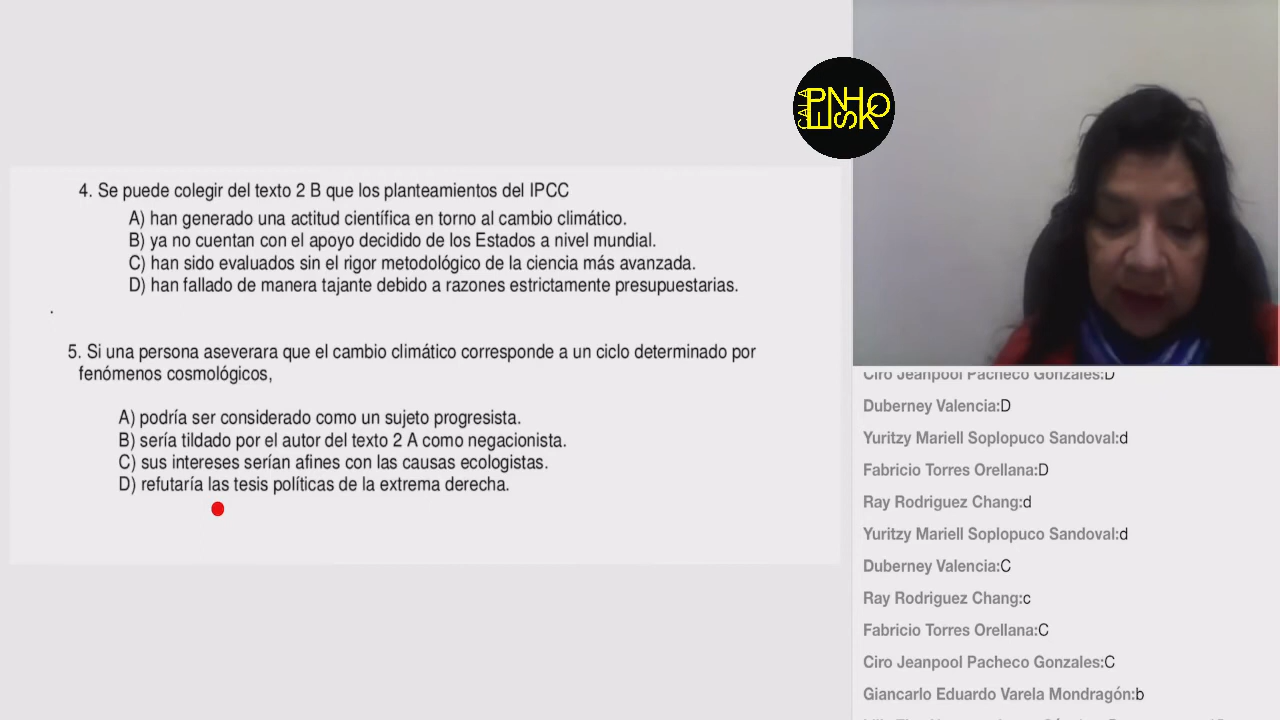 CALA
PENHSOK
4. Se puede colegir del texto 2 B que los planteamientos del IPCC
A) han generado una actitud científica en torno al cambio climático.
B) ya no cuentan con el apoyo decidido de los Estados a nivel mundial.
C) han sido evaluados sin el rigor metodológico de la ciencia más avanzada.
D) han fallado de manera tajante debido a razones estrictamente presupuestarias.
5. Si una persona aseverara que el cambio climático corresponde a un ciclo determinado por
fenómenos cosmológicos,
A) podría ser considerado como un sujeto progresista.
B) sería tildado por el autor del texto 2 A como negacionista.
C) sus intereses serían afines con las causas ecologistas.
D) refutaría las tesis políticas de la extrema derecha.
Ciro Jeanpool Pacheco Gonzales:D
Duberney Valencia:D
Yuritzy Mariell Soplopuco Sandoval:d
Fabricio Torres Orellana:D
Ray Rodriguez Chang:d
Yuritzy Mariell Soplopuco Sandoval:d
Duberney Valencia:C
Ray Rodriguez Chang:c
Fabricio Torres Orellana:C
Ciro Jeanpool Pacheco Gonzales:C
Giancarlo Eduardo Varela Mondragón:b